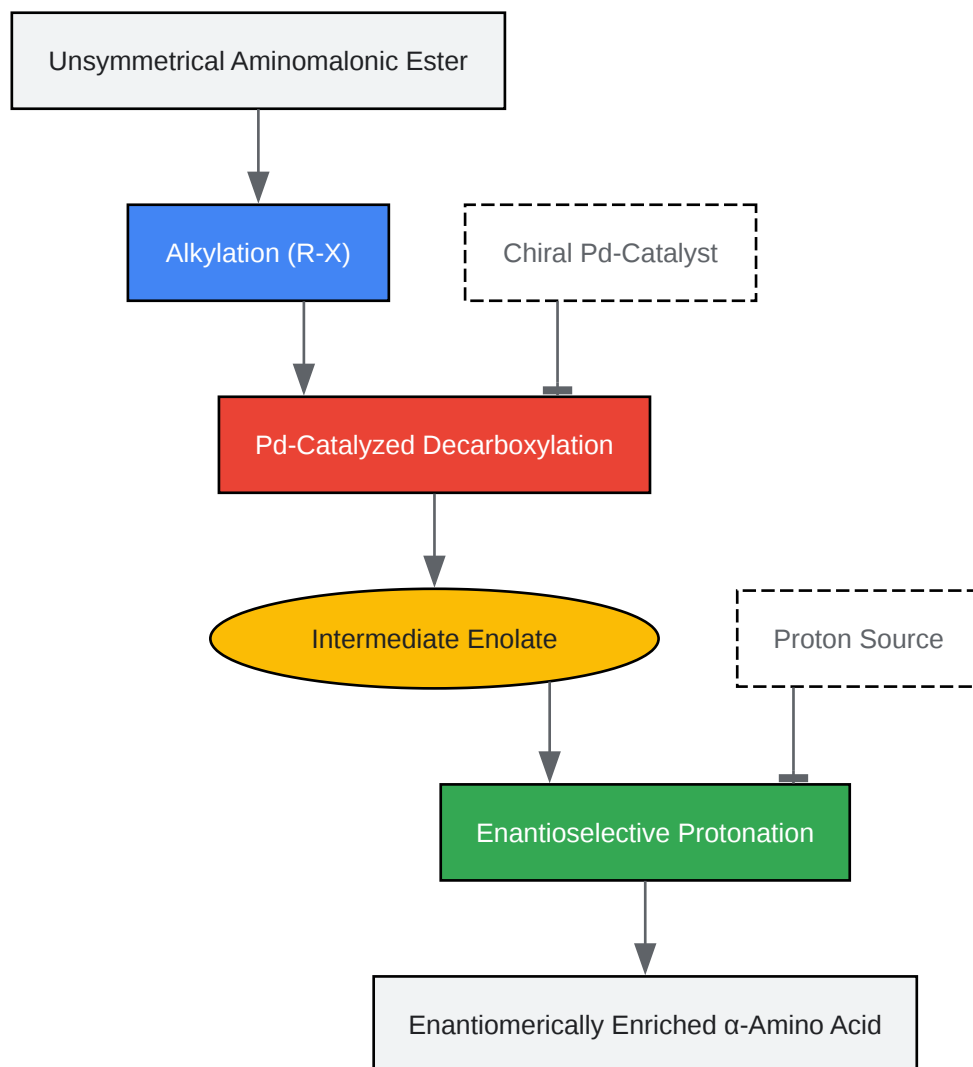 Unsymmetrical Aminomalonic Ester
Alkylation (R-X)
Chiral Pd-Catalyst
Pd-Catalyzed Decarboxylation
Intermediate Enolate
Proton Source
Enantioselective Protonation
Enantiomerically Enriched α-Amino Acid